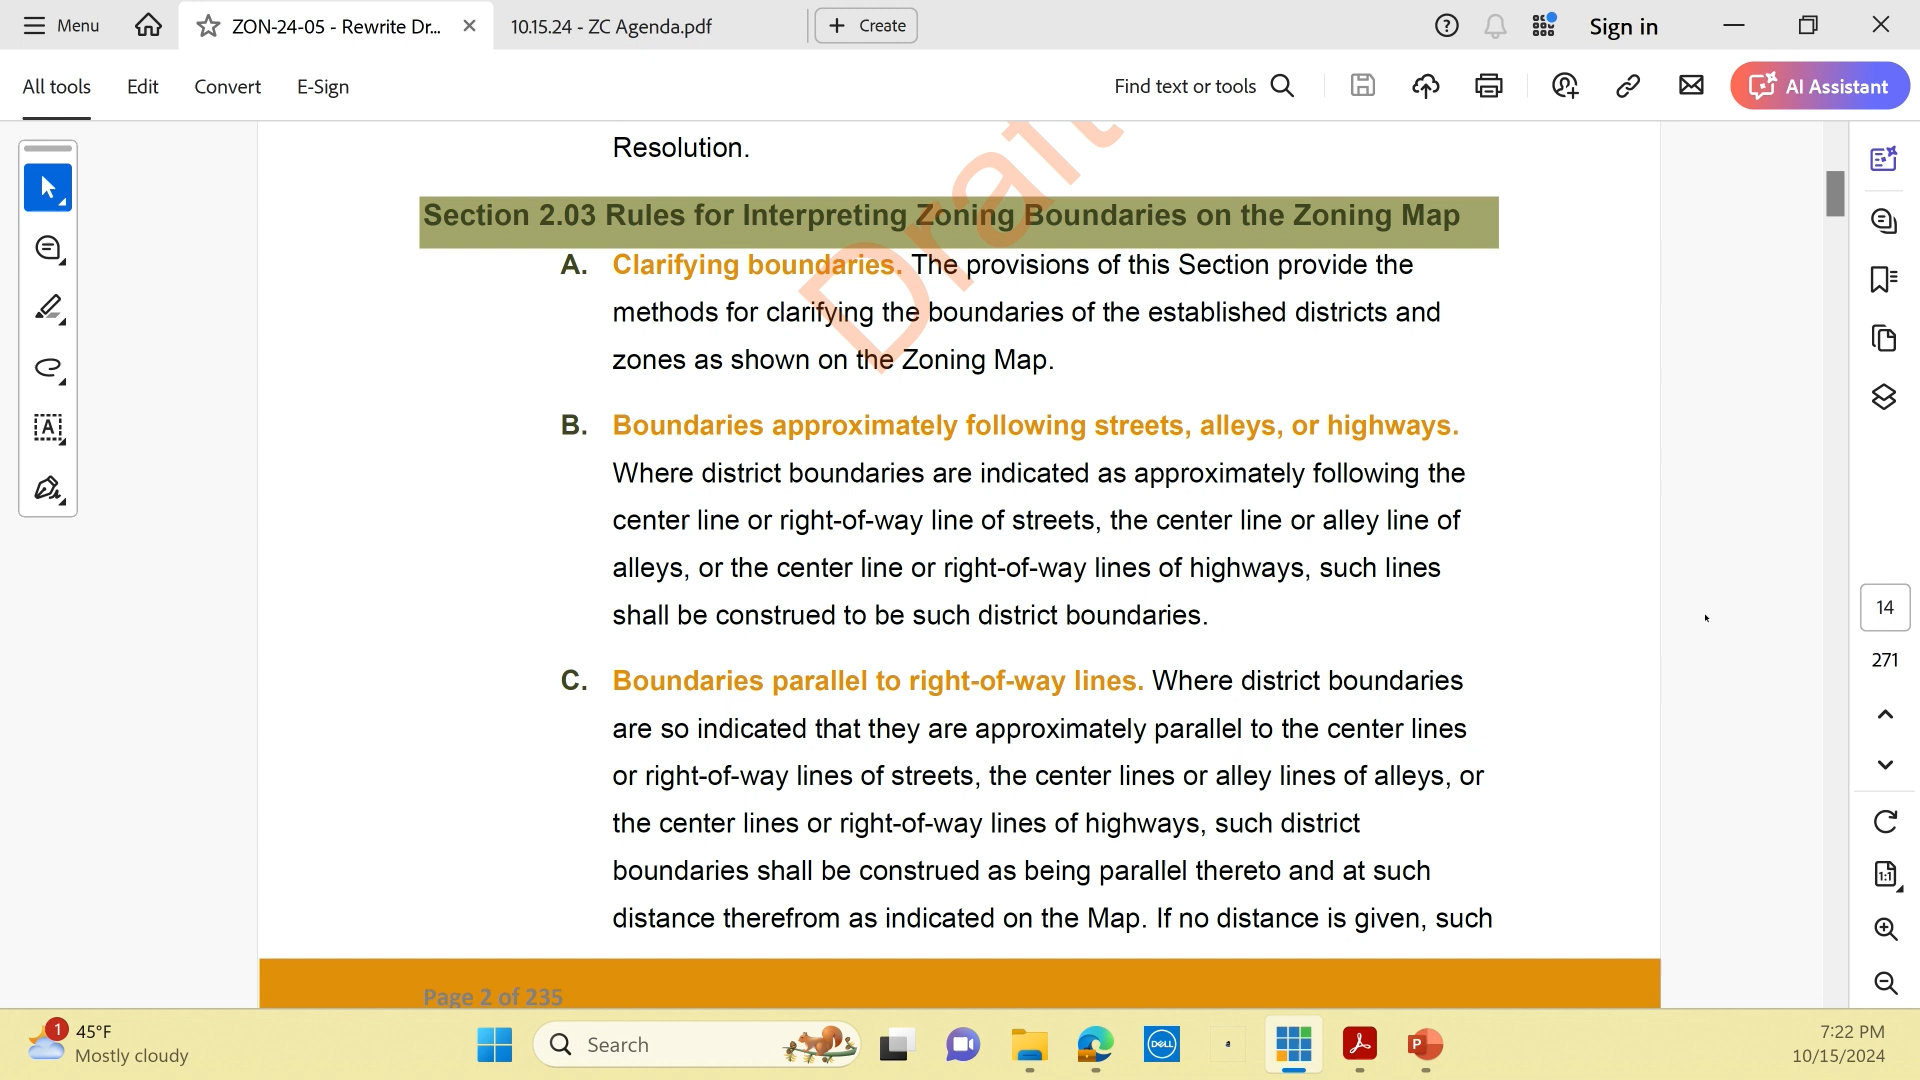 Menu
ZON-24-05 - Rewrite Dr...
10.15.24 - ZC Agenda.pdf
Create
Sign in
All tools
Edit
Convert
E-Sign
Find text or tools
AI Assistant
Resolution.
Section 2.03 Rules for Interpreting Zoning Boundaries on the Zoning Map
A. Clarifying boundaries. The provisions of this Section provide the
methods for clarifying the boundaries of the established districts and
zones as shown on the Zoning Map.
B. Boundaries approximately following streets, alleys, or highways.
Where district boundaries are indicated as approximately following the
center line or right-of-way line of streets, the center line or alley line of
alleys, or the center line or right-of-way lines of highways, such lines
shall be construed to be such district boundaries.
C. Boundaries parallel to right-of-way lines. Where district boundaries
are so indicated that they are approximately parallel to the center lines
or right-of-way lines of streets, the center lines or alley lines of alleys, or
the center lines or right-of-way lines of highways, such district
boundaries shall be construed as being parallel thereto and at such
distance therefrom as indicated on the Map. If no distance is given, such
Page 2 of 235
Draft
14
271
1:1
1
45°F
Mostly cloudy
Search
DELL
a
P
7:22 PM
10/15/2024